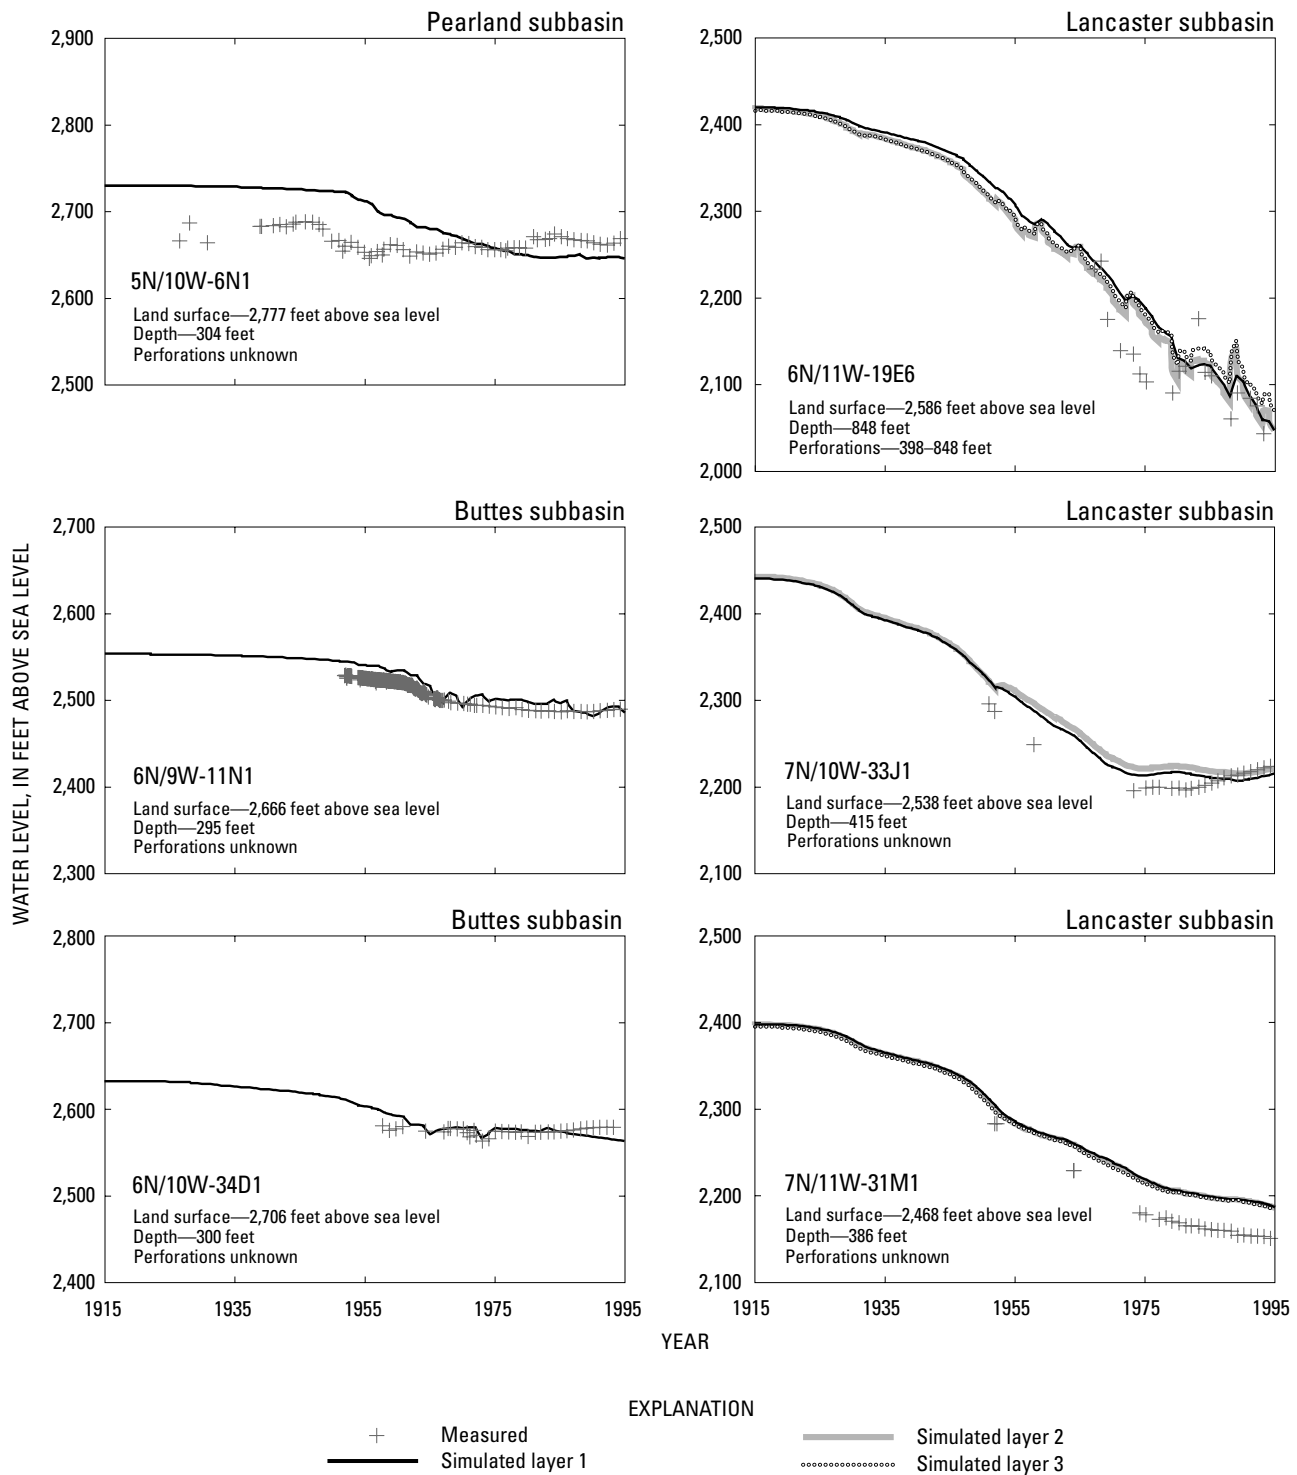 Pearland subbasin
2,900
2,800
2,700
2,600
2,500
5N/10W-6N1
Land surface—2,777 feet above sea level
Depth—304 feet
Perforations unknown
Lancaster subbasin
2,500
2,400
2,300
2,200
2,100
2,000
6N/11W-19E6
Land surface—2,586 feet above sea level
Depth—848 feet
Perforations—398–848 feet
Buttes subbasin
2,700
2,600
2,500
2,400
2,300
6N/9W-11N1
Land surface—2,666 feet above sea level
Depth—295 feet
Perforations unknown
Lancaster subbasin
2,500
2,400
2,300
2,200
2,100
7N/10W-33J1
Land surface—2,538 feet above sea level
Depth—415 feet
Perforations unknown
WATER LEVEL, IN FEET ABOVE SEA LEVEL
Buttes subbasin
2,800
2,700
2,600
2,500
2,400
6N/10W-34D1
Land surface—2,706 feet above sea level
Depth—300 feet
Perforations unknown
1915 1935 1955 1975 1995
Lancaster subbasin
2,500
2,400
2,300
2,200
2,100
7N/11W-31M1
Land surface—2,468 feet above sea level
Depth—386 feet
Perforations unknown
1915 1935 1955 1975 1995
YEAR
EXPLANATION
Measured
Simulated layer 1
Simulated layer 2
Simulated layer 3